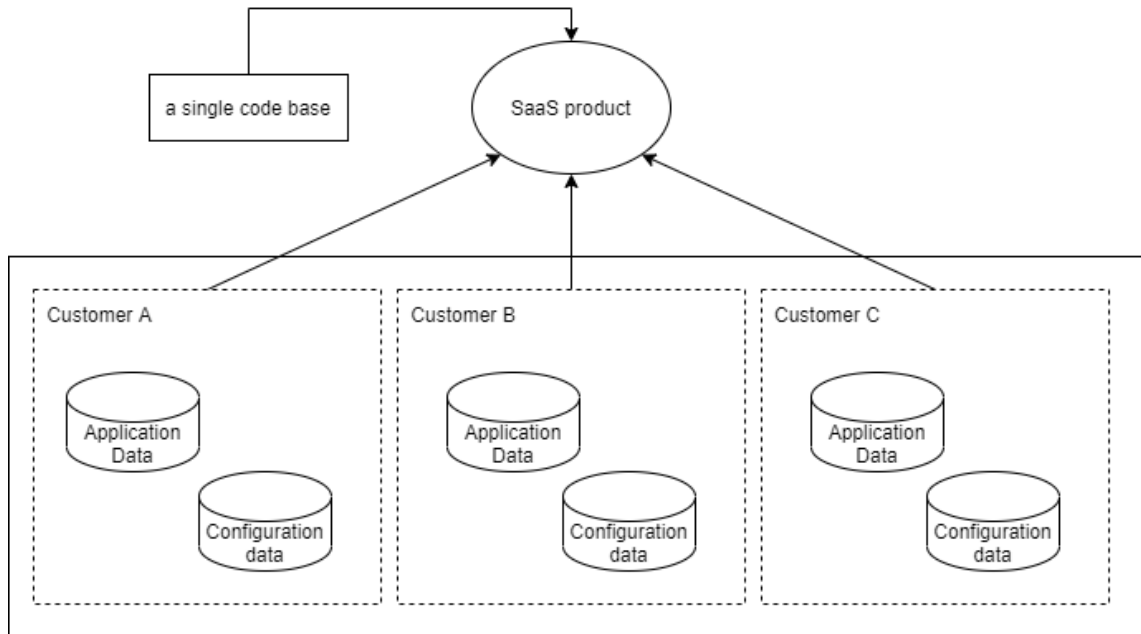 a single code base
SaaS product
Customer A
Customer B
Customer C
Application
Data
Application
Data
Application
Data
Configuration
data
Configuration
data
Configuration
data